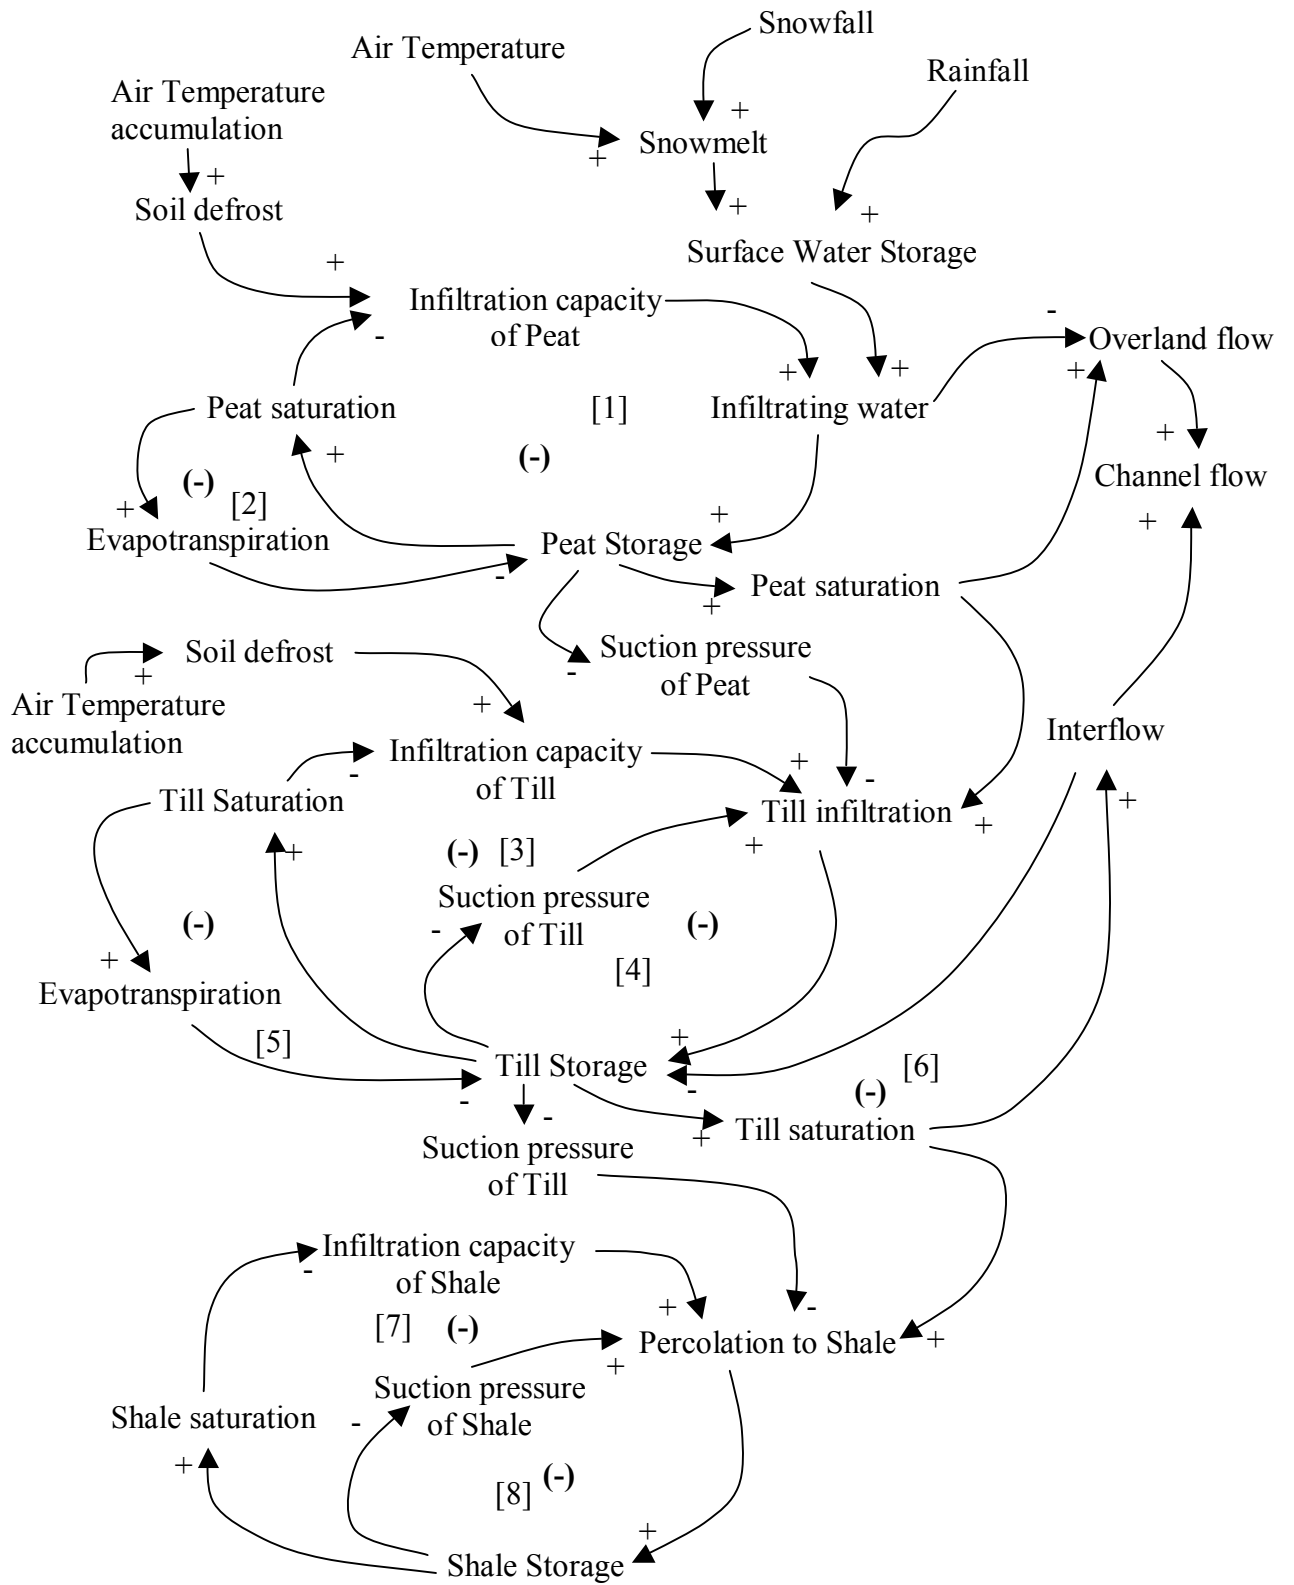 Snowfall
Air Temperature
Rainfall
Air Temperature
accumulation
+
Snowmelt
+
+
Soil defrost
+
+
Surface Water Storage
+
Infiltration capacity
of Peat
-
-
Overland flow
+
+
+
Peat saturation
[1]
Infiltrating water
+
+
(-)
Channel flow
(-)
[2]
+
+
+
Evapotranspiration
Peat Storage
-
Peat saturation
+
Soil defrost
Suction pressure
of Peat
-
+
Air Temperature
accumulation
+
Interflow
Infiltration capacity
of Till
-
+
-
Till Saturation
Till infiltration
+
+
+
(-) [3]
+
Suction pressure
of Till
-
(-)
(-)
+
[4]
Evapotranspiration
[5]
+
Till Storage
[6]
-
-
(-)
-
+
Till saturation
Suction pressure
of Till
Infiltration capacity
of Shale
-
+
-
[7] (-)
Percolation to Shale
+
+
Suction pressure
of Shale
-
Shale saturation
+
(-)
[8]
+
Shale Storage